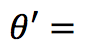 θ′ =